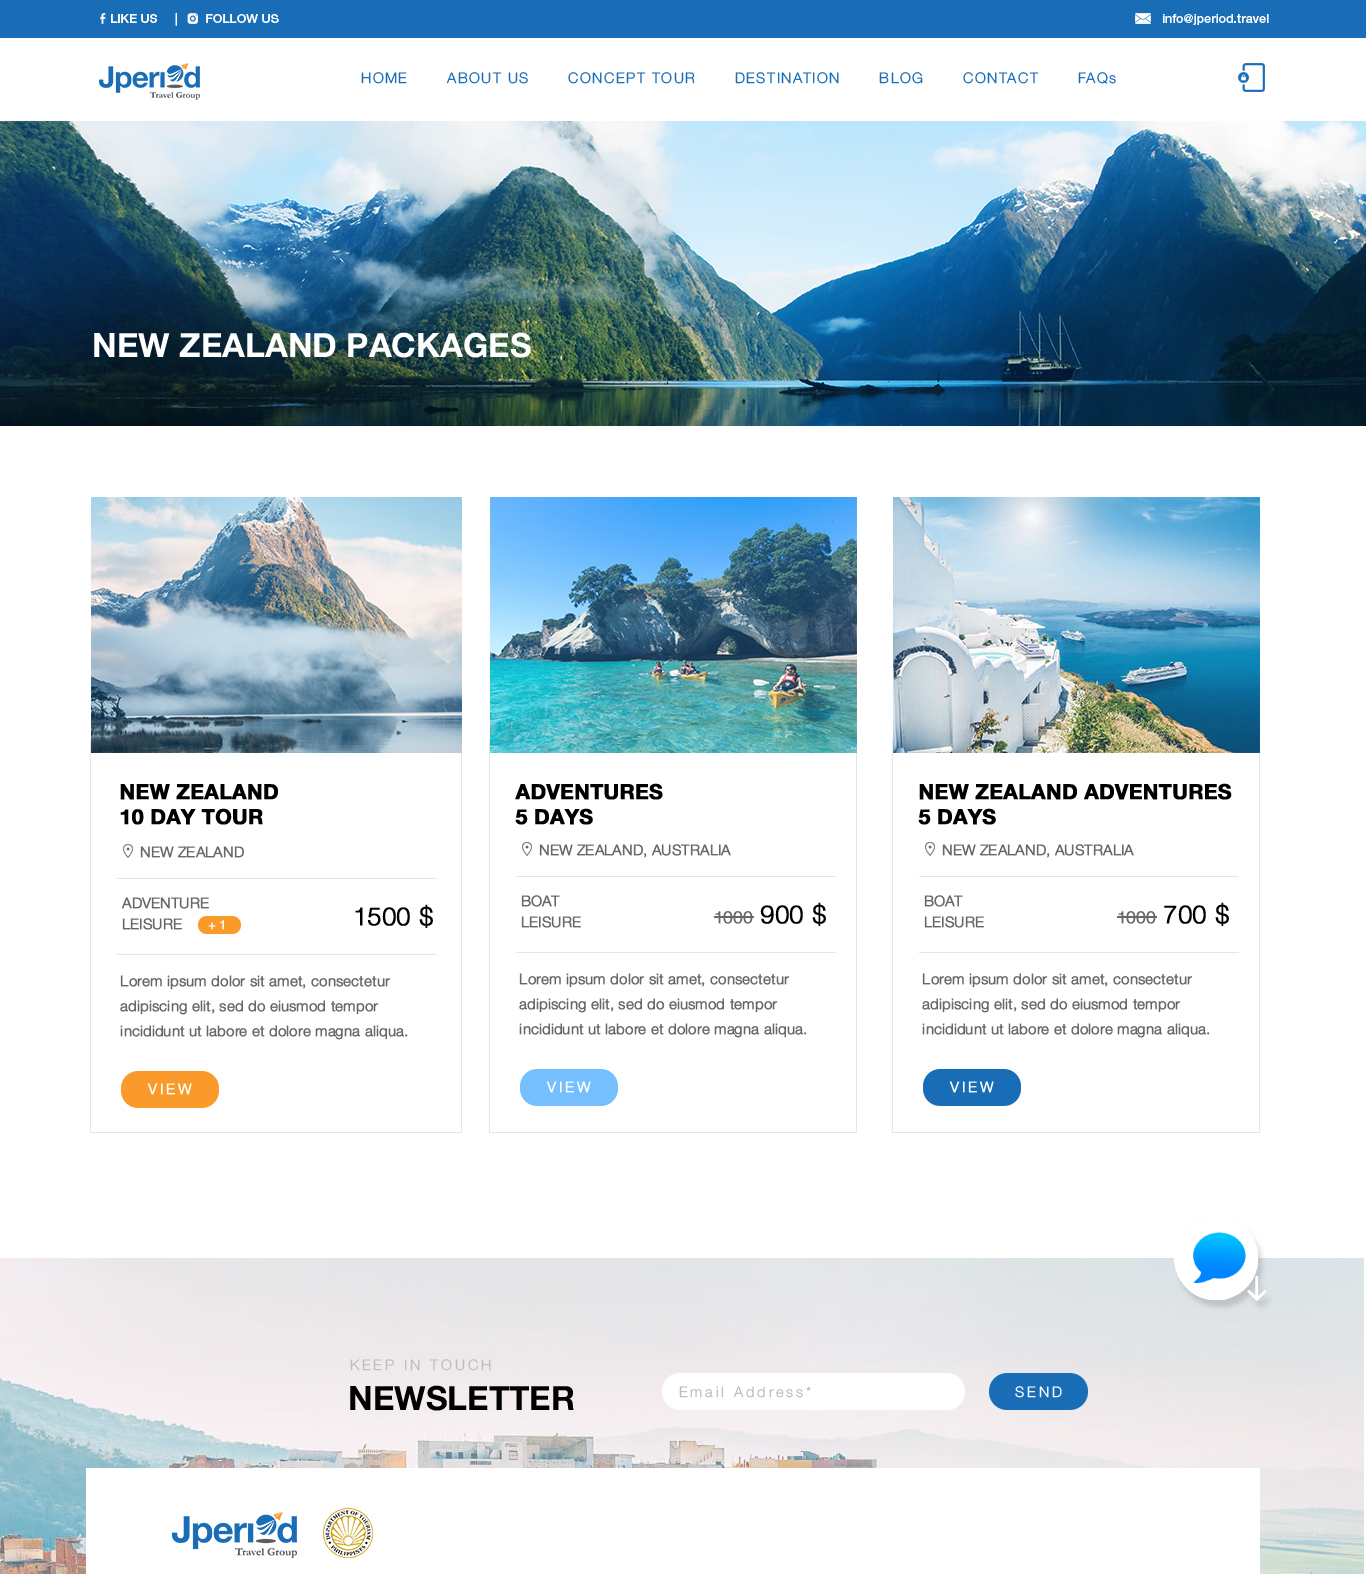 LIKE US | FOLLOW US
info@jperiod.travel
Jperiod
Travel Group
HOME ABOUT US CONCEPT TOUR DESTINATION BLOG CONTACT FAQs
NEW ZEALAND PACKAGES
NEW ZEALAND
10 DAY TOUR
NEW ZEALAND
ADVENTURE
LEISURE +1
1500 $
Lorem ipsum dolor sit amet, consectetur
adipiscing elit, sed do eiusmod tempor
incididunt ut labore et dolore magna aliqua.
VIEW
ADVENTURES
5 DAYS
NEW ZEALAND, AUSTRALIA
BOAT
LEISURE
1000 900 $
Lorem ipsum dolor sit amet, consectetur
adipiscing elit, sed do eiusmod tempor
incididunt ut labore et dolore magna aliqua.
VIEW
NEW ZEALAND ADVENTURES
5 DAYS
NEW ZEALAND, AUSTRALIA
BOAT
LEISURE
1000 700 $
Lorem ipsum dolor sit amet, consectetur
adipiscing elit, sed do eiusmod tempor
incididunt ut labore et dolore magna aliqua.
VIEW
KEEP IN TOUCH
NEWSLETTER
Email Address*
SEND
Jperiod
Travel Group
DEPARTMENT OF TOURISM
PHILIPPINES